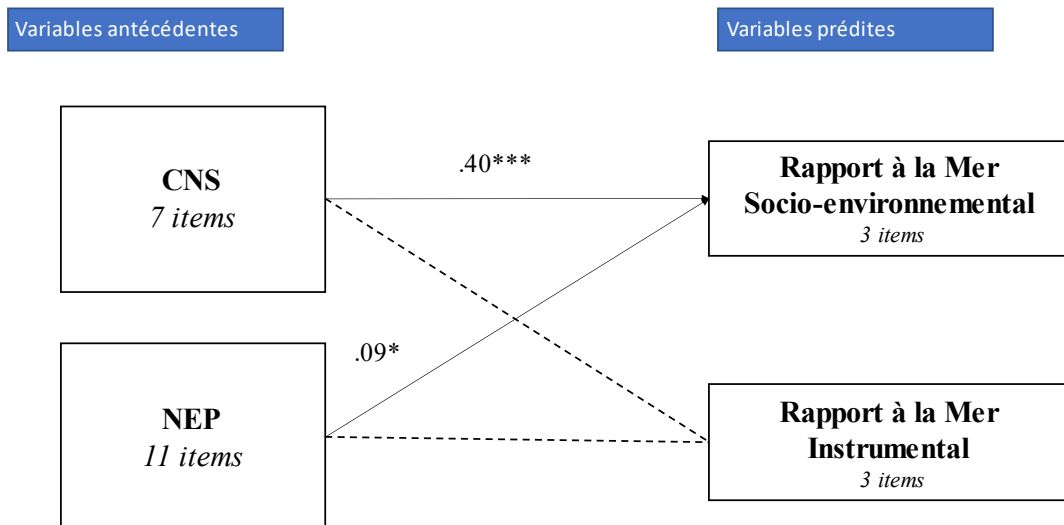 Variables antécédentes
Variables prédites
CNS
7 items
.40***
Rapport à la Mer
Socio-environnemental
3 items
NEP
11 items
.09*
Rapport à la Mer
Instrumental
3 items